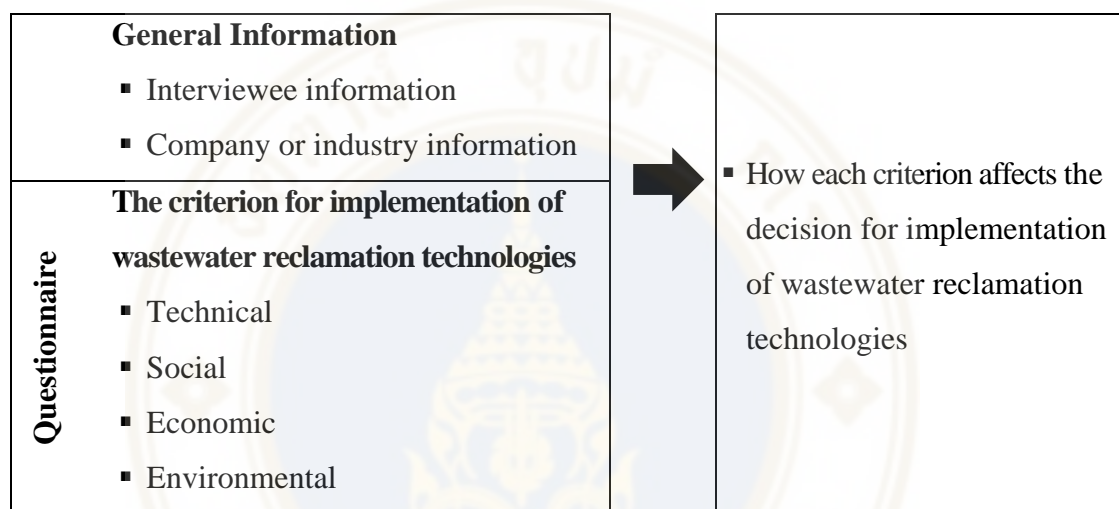 General Information
▪ Interviewee information
▪ Company or industry information
Questionnaire
The criterion for implementation of
wastewater reclamation technologies
▪ Technical
▪ Social
▪ Economic
▪ Environmental
▪ How each criterion affects the
decision for implementation
of wastewater reclamation
technologies